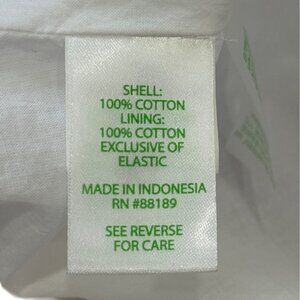 SHELL:
100% COTTON
LINING:
100% COTTON
EXCLUSIVE OF
ELASTIC
MADE IN INDONESIA
RN #88189
SEE REVERSE
FOR CARE